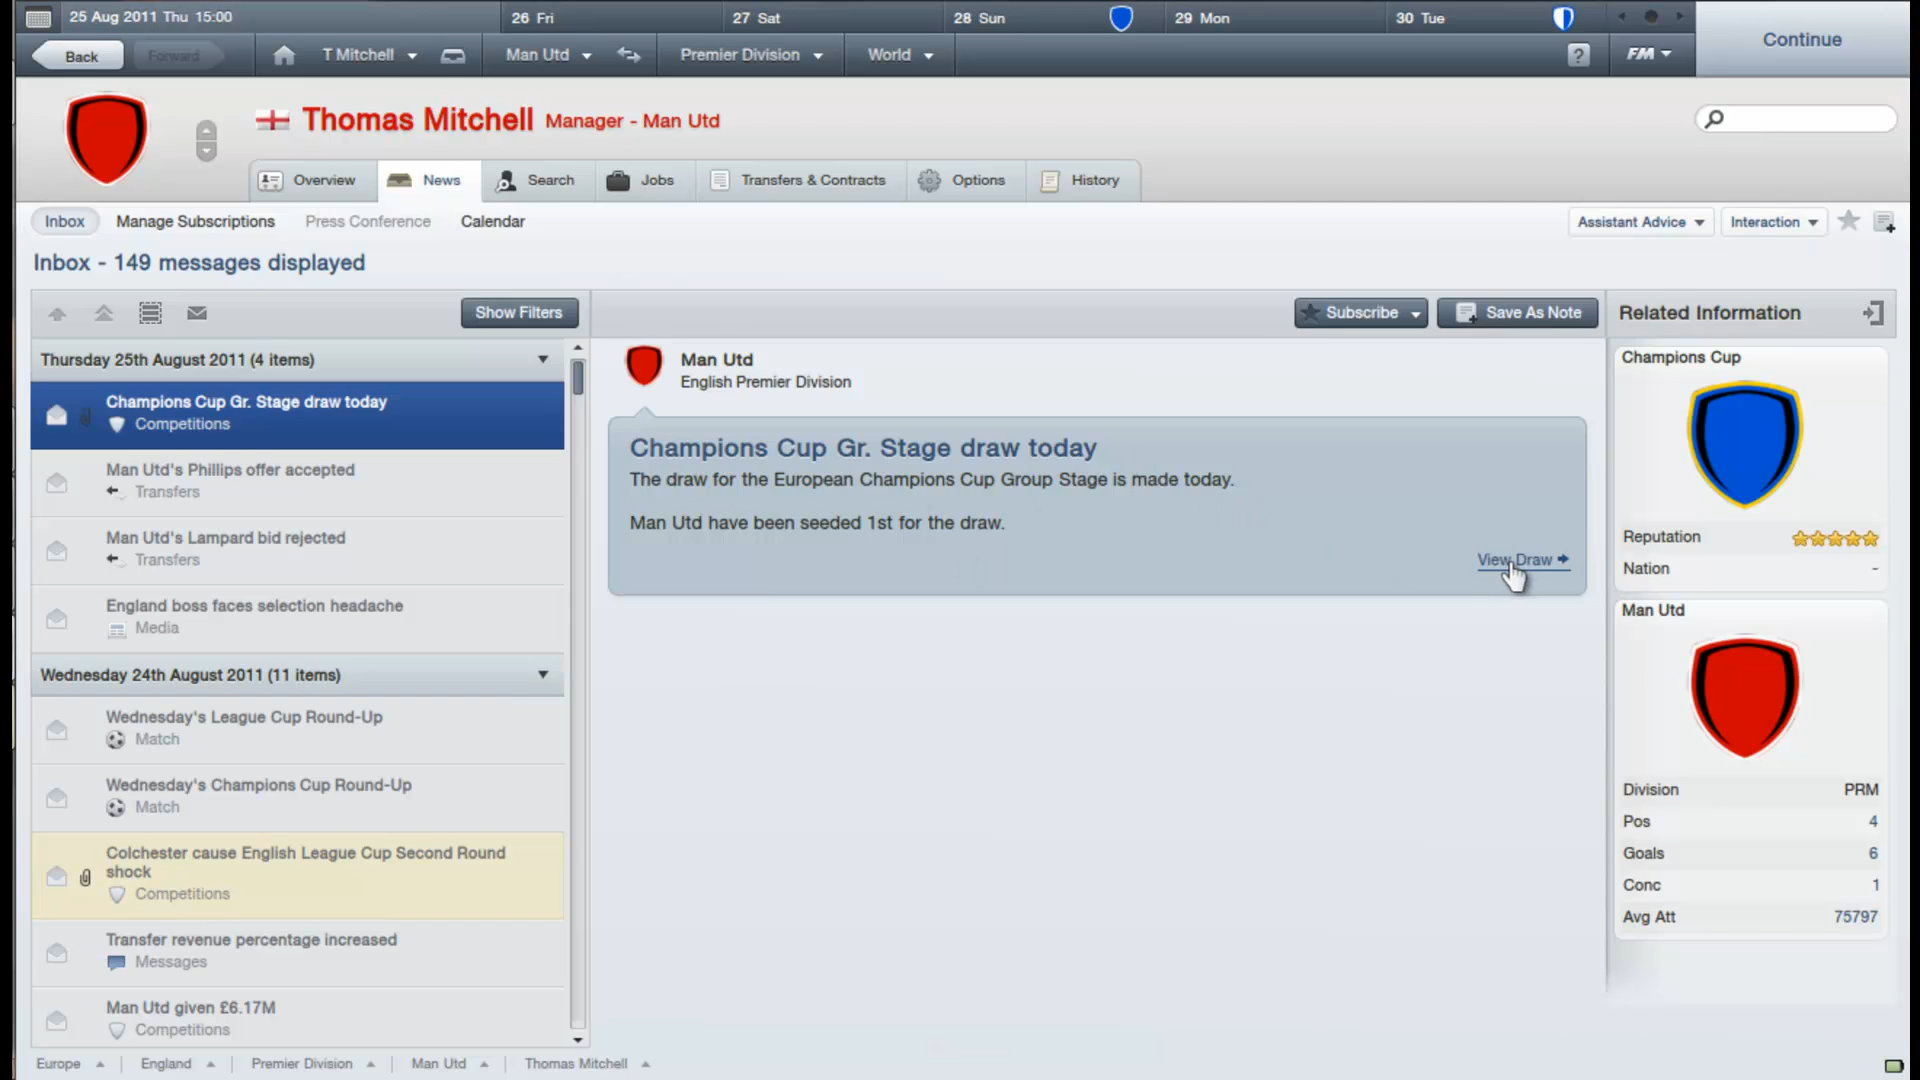 25 Aug 2011 Thu 15:00
26 Fri
27 Sat
28 Sun
29 Mon
30 Tue
Continue
Back
Forward
T Mitchell
Man Utd
Premier Division
World
?
FM
Thomas Mitchell Manager - Man Utd
Overview
News
Search
Jobs
Transfers & Contracts
Options
History
Inbox
Manage Subscriptions
Press Conference
Calendar
Assistant Advice
Interaction
Inbox - 149 messages displayed
Show Filters
Subscribe
Save As Note
Related Information
Thursday 25th August 2011 (4 items)
Champions Cup Gr. Stage draw today
Competitions
Man Utd's Phillips offer accepted
Transfers
Man Utd's Lampard bid rejected
Transfers
England boss faces selection headache
Media
Wednesday 24th August 2011 (11 items)
Wednesday's League Cup Round-Up
Match
Wednesday's Champions Cup Round-Up
Match
Colchester cause English League Cup Second Round
shock
Competitions
Transfer revenue percentage increased
Messages
Man Utd given £6.17M
Competitions
Man Utd
English Premier Division
Champions Cup Gr. Stage draw today
The draw for the European Champions Cup Group Stage is made today.
Man Utd have been seeded 1st for the draw.
View Draw
Champions Cup
Reputation
Nation -
Man Utd
Division PRM
Pos 4
Goals 6
Conc 1
Avg Att 75797
Europe
England
Premier Division
Man Utd
Thomas Mitchell